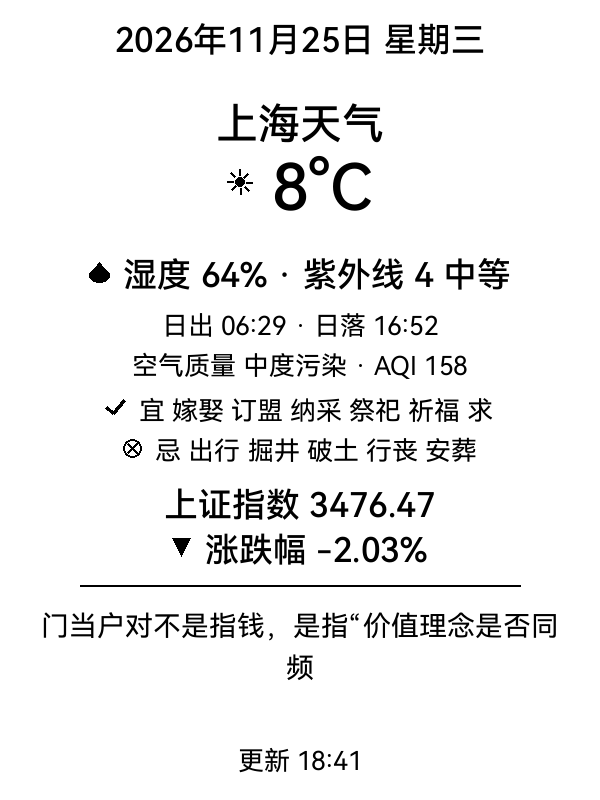 2026年11月25日 星期三
上海天气
8°C
湿度 64% · 紫外线 4 中等
日出 06:29 · 日落 16:52
空气质量 中度污染 · AQI 158
宜 嫁娶 订盟 纳采 祭祀 祈福 求
忌 出行 掘井 破土 行丧 安葬
上证指数 3476.47
▼ 涨跌幅 -2.03%
门当户对不是指钱，是指“价值理念是否同
频
更新 18:41